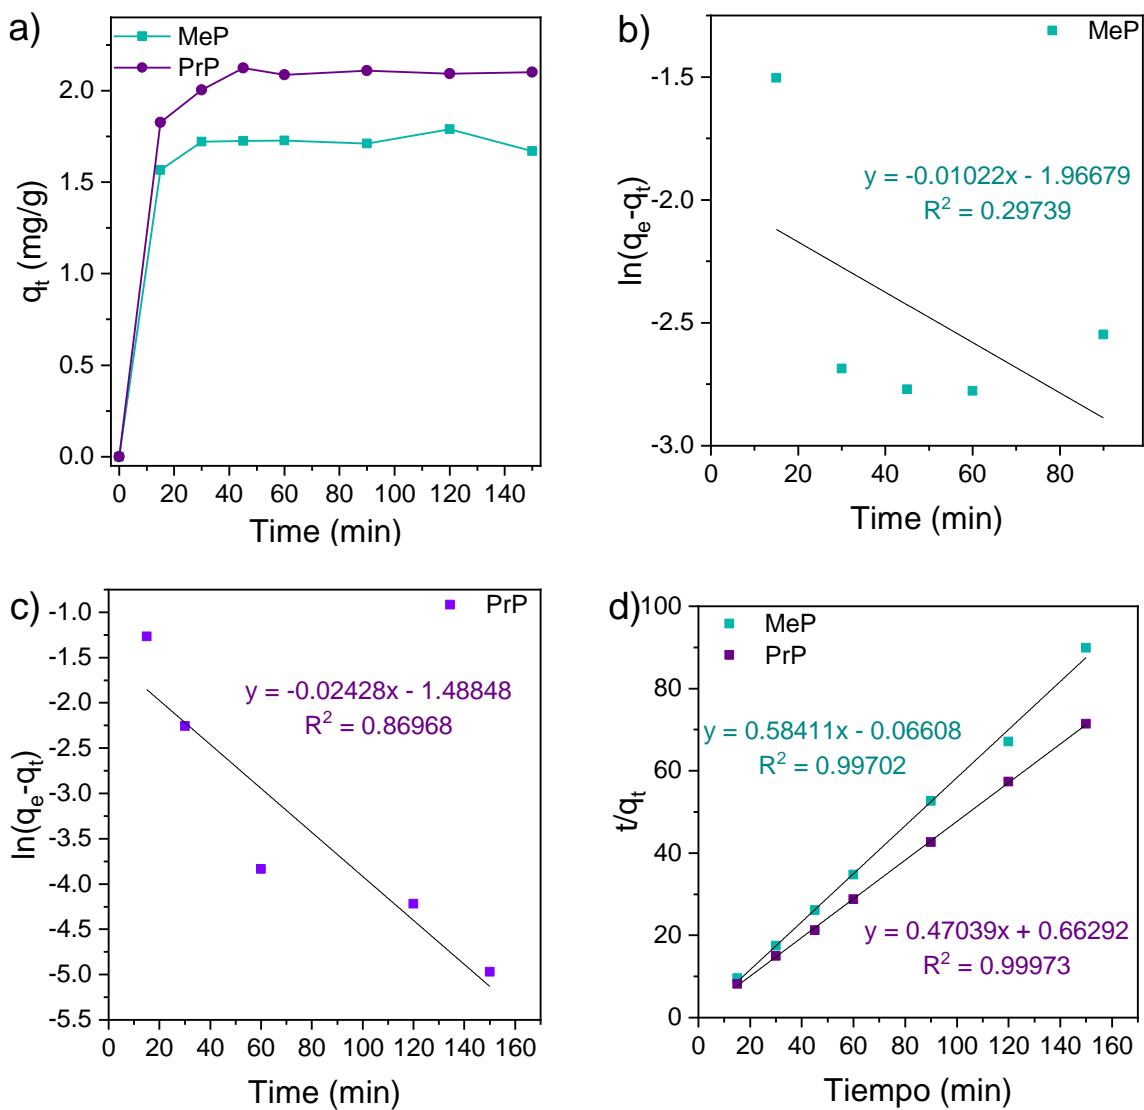 a)
MeP
PrP
2.0
1.5
1.0
0.5
0.0
qt (mg/g)
0 20 40 60 80 100 120 140
Time (min)
b)
MeP
-1.5
-2.0
-2.5
-3.0
ln(qe-qt)
y = -0.01022x - 1.96679
R2 = 0.29739
0 20 40 60 80
Time (min)
c)
PrP
-1.0
-1.5
-2.0
-2.5
-3.0
-3.5
-4.0
-4.5
-5.0
-5.5
ln(qe-qt)
y = -0.02428x - 1.48848
R2 = 0.86968
0 20 40 60 80 100 120 140 160
Time (min)
d)
MeP
PrP
100
80
60
40
20
0
t/qt
y = 0.58411x - 0.06608
R2 = 0.99702
y = 0.47039x + 0.66292
R2 = 0.99973
0 20 40 60 80 100 120 140 160
Tiempo (min)